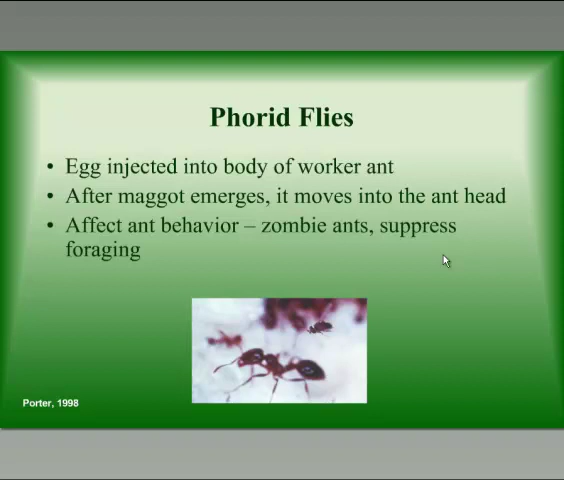 Phorid Flies
• Egg injected into body of worker ant
• After maggot emerges, it moves into the ant head
• Affect ant behavior – zombie ants, suppress
foraging
Porter, 1998